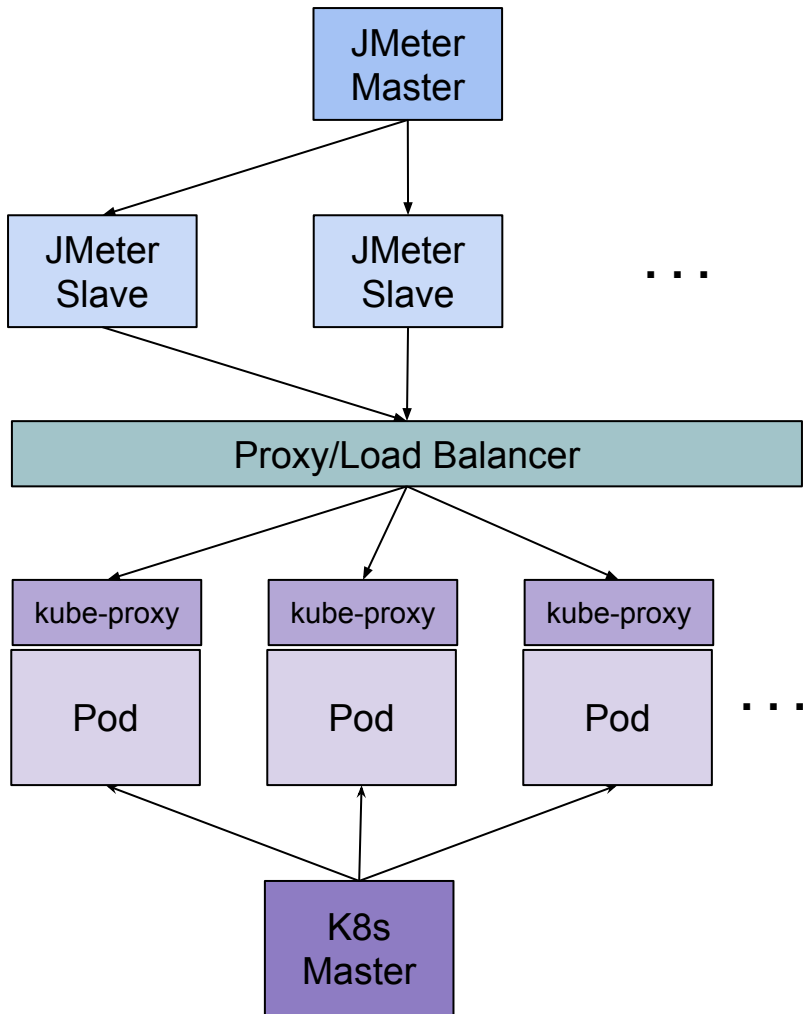 JMeter
Master
JMeter
Slave
JMeter
Slave
. . .
Proxy/Load Balancer
kube-proxy
kube-proxy
kube-proxy
Pod
Pod
Pod
. . .
K8s
Master